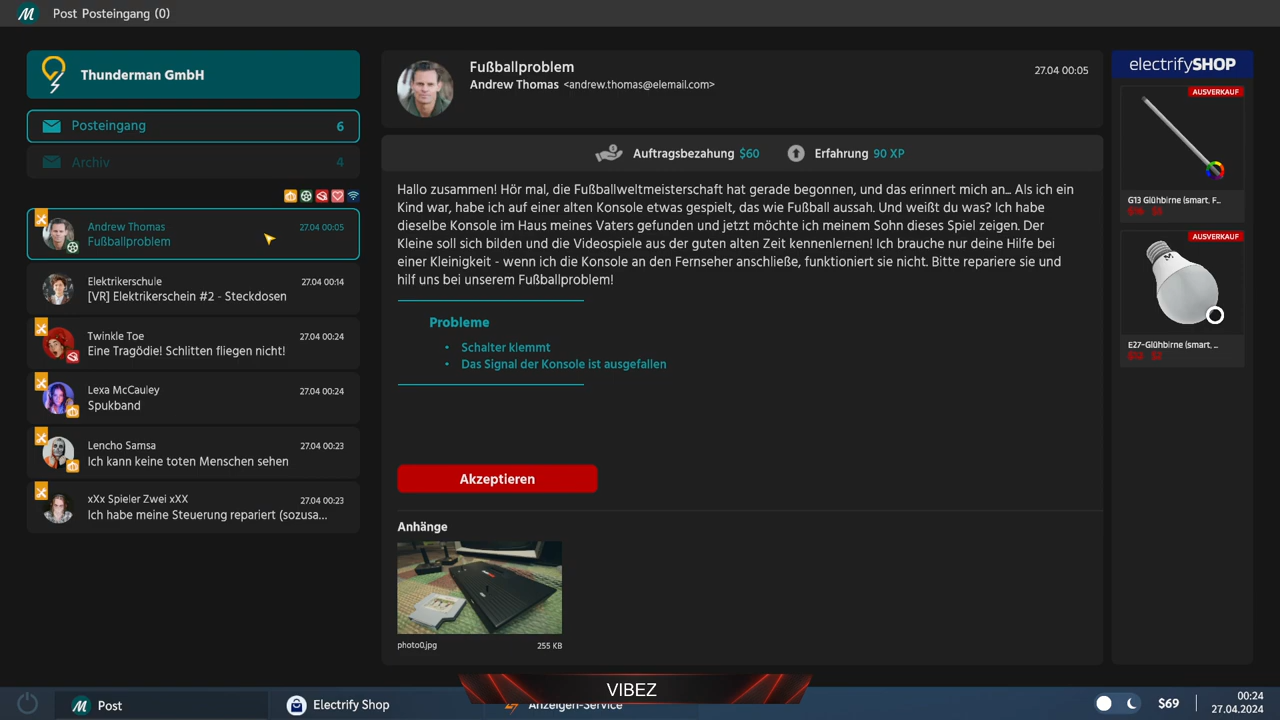 Post Posteingang (0)
Thunderman GmbH
Posteingang 6
Archiv 4
Andrew Thomas 27.04 00:05
Fußballproblem
Elektrikerschule 27.04 00:14
[VR] Elektrikerschein #2 - Steckdosen
Twinkle Toe 27.04 00:24
Eine Tragödie! Schlitten fliegen nicht!
Lexa McCauley 27.04 00:24
Spukband
Lencho Samsa 27.04 00:23
Ich kann keine toten Menschen sehen
xXx Spieler Zwei xXX 27.04 00:23
Ich habe meine Steuerung repariert (sozusa...
Fußballproblem
Andrew Thomas <andrew.thomas@elemail.com>
27.04 00:05
Auftragsbezahung $60 Erfahrung 90 XP
Hallo zusammen! Hör mal, die Fußballweltmeisterschaft hat gerade begonnen, und das erinnert mich an... Als ich ein
Kind war, habe ich auf einer alten Konsole etwas gespielt, das wie Fußball aussah. Und weißt du was? Ich habe
dieselbe Konsole im Haus meines Vaters gefunden und jetzt möchte ich meinem Sohn dieses Spiel zeigen. Der
Kleine soll sich bilden und die Videospiele aus der guten alten Zeit kennenlernen! Ich brauche nur deine Hilfe bei
einer Kleinigkeit - wenn ich die Konsole an den Fernseher anschließe, funktioniert sie nicht. Bitte repariere sie und
hilf uns bei unserem Fußballproblem!
Probleme
• Schalter klemmt
• Das Signal der Konsole ist ausgefallen
Akzeptieren
Anhänge
photo0.jpg 255 KB
electrifySHOP
AUSVERKAUF
G13 Glühbirne (smart, F...
AUSVERKAUF
E27-Glühbirne (smart, ...
VIBEZ
Post
Electrify Shop
Anzeigen-Service
$69
00:24
27.04.2024